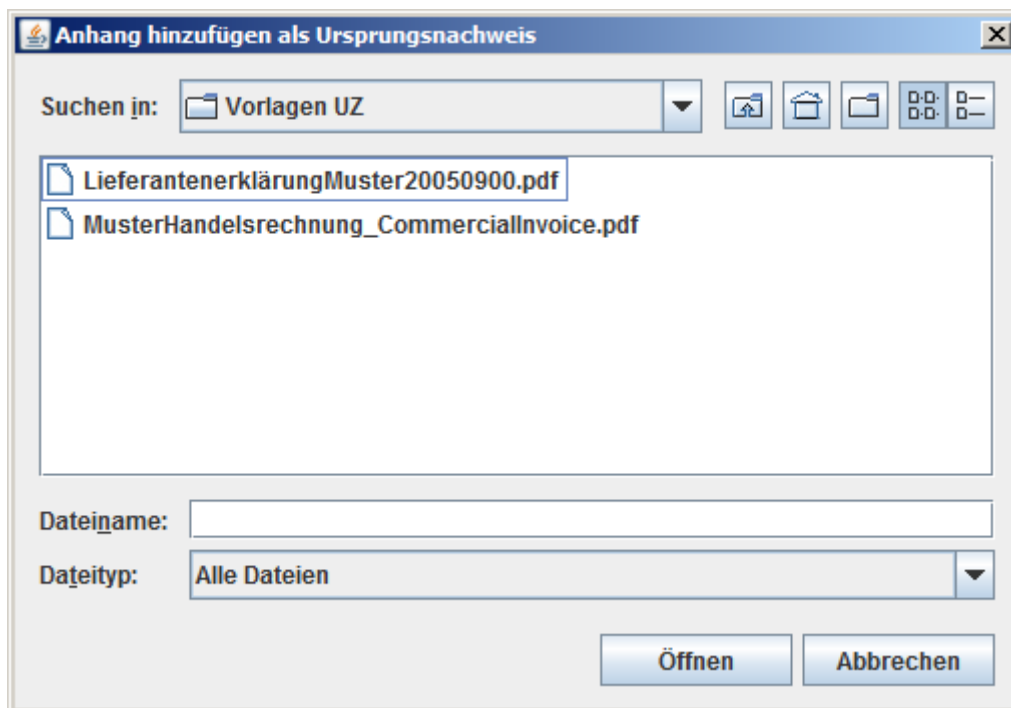 Anhang hinzufügen als Ursprungsnachweis
Suchen in: Vorlagen UZ
LieferantenerklärungMuster20050900.pdf
MusterHandelsrechnung_CommercialInvoice.pdf
Dateiname:
Dateityp: Alle Dateien
Öffnen Abbrechen